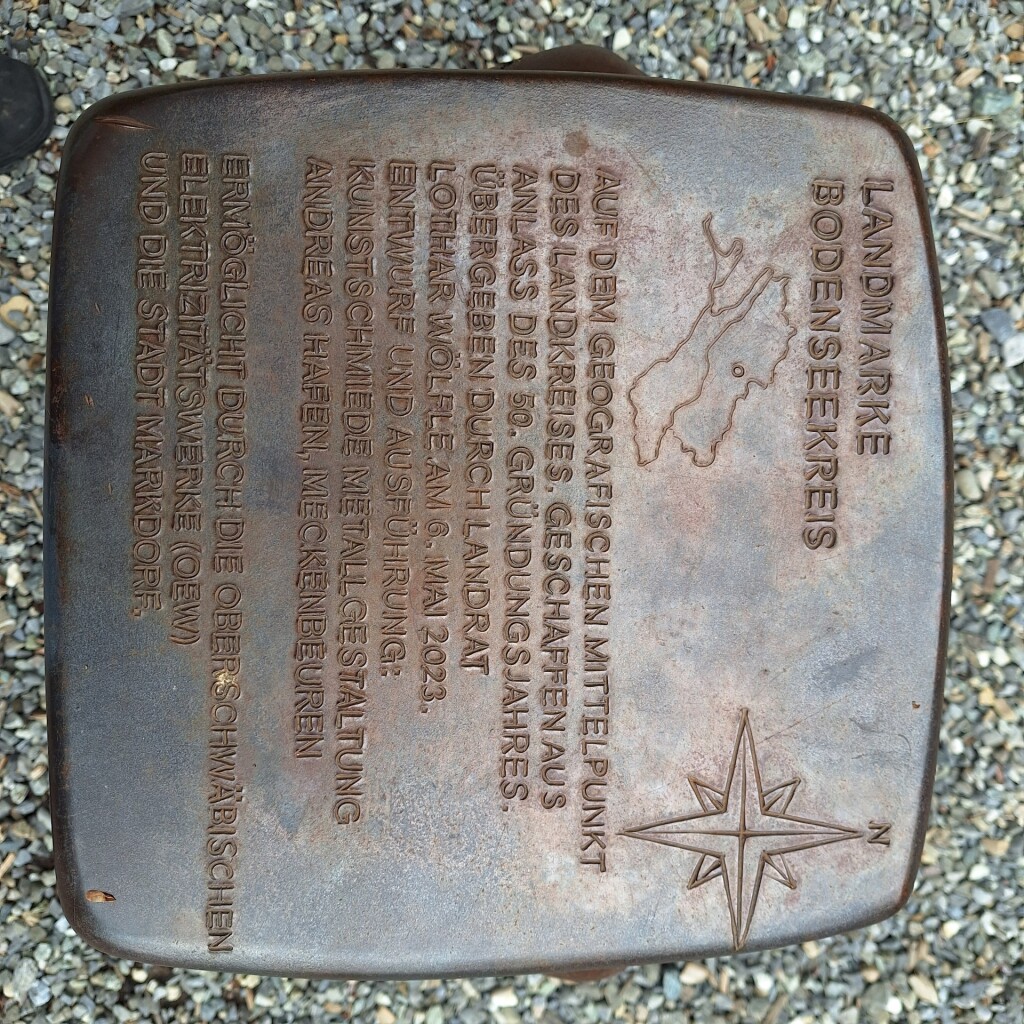 LANDMARKE
BODENSEEKREIS
N
AUF DEM GEOGRAFISCHEN MITTELPUNKT
DES LANDKREISES, GESCHAFFEN AUS
ANLASS DES 50. GRÜNDUNGSJAHRES.
ÜBERGEBEN DURCH LANDRAT
LOTHAR WÖLFLE AM 6. MAI 2023.
ENTWURF UND AUSFÜHRUNG:
KUNSTSCHMIEDE METALLGESTALTUNG
ANDREAS HAFEN, MECKENBEUREN
ERMÖGLICHT DURCH DIE OBERSCHWÄBISCHEN
ELEKTRIZITÄTSWERKE (OEW)
UND DIE STADT MARKDORF.